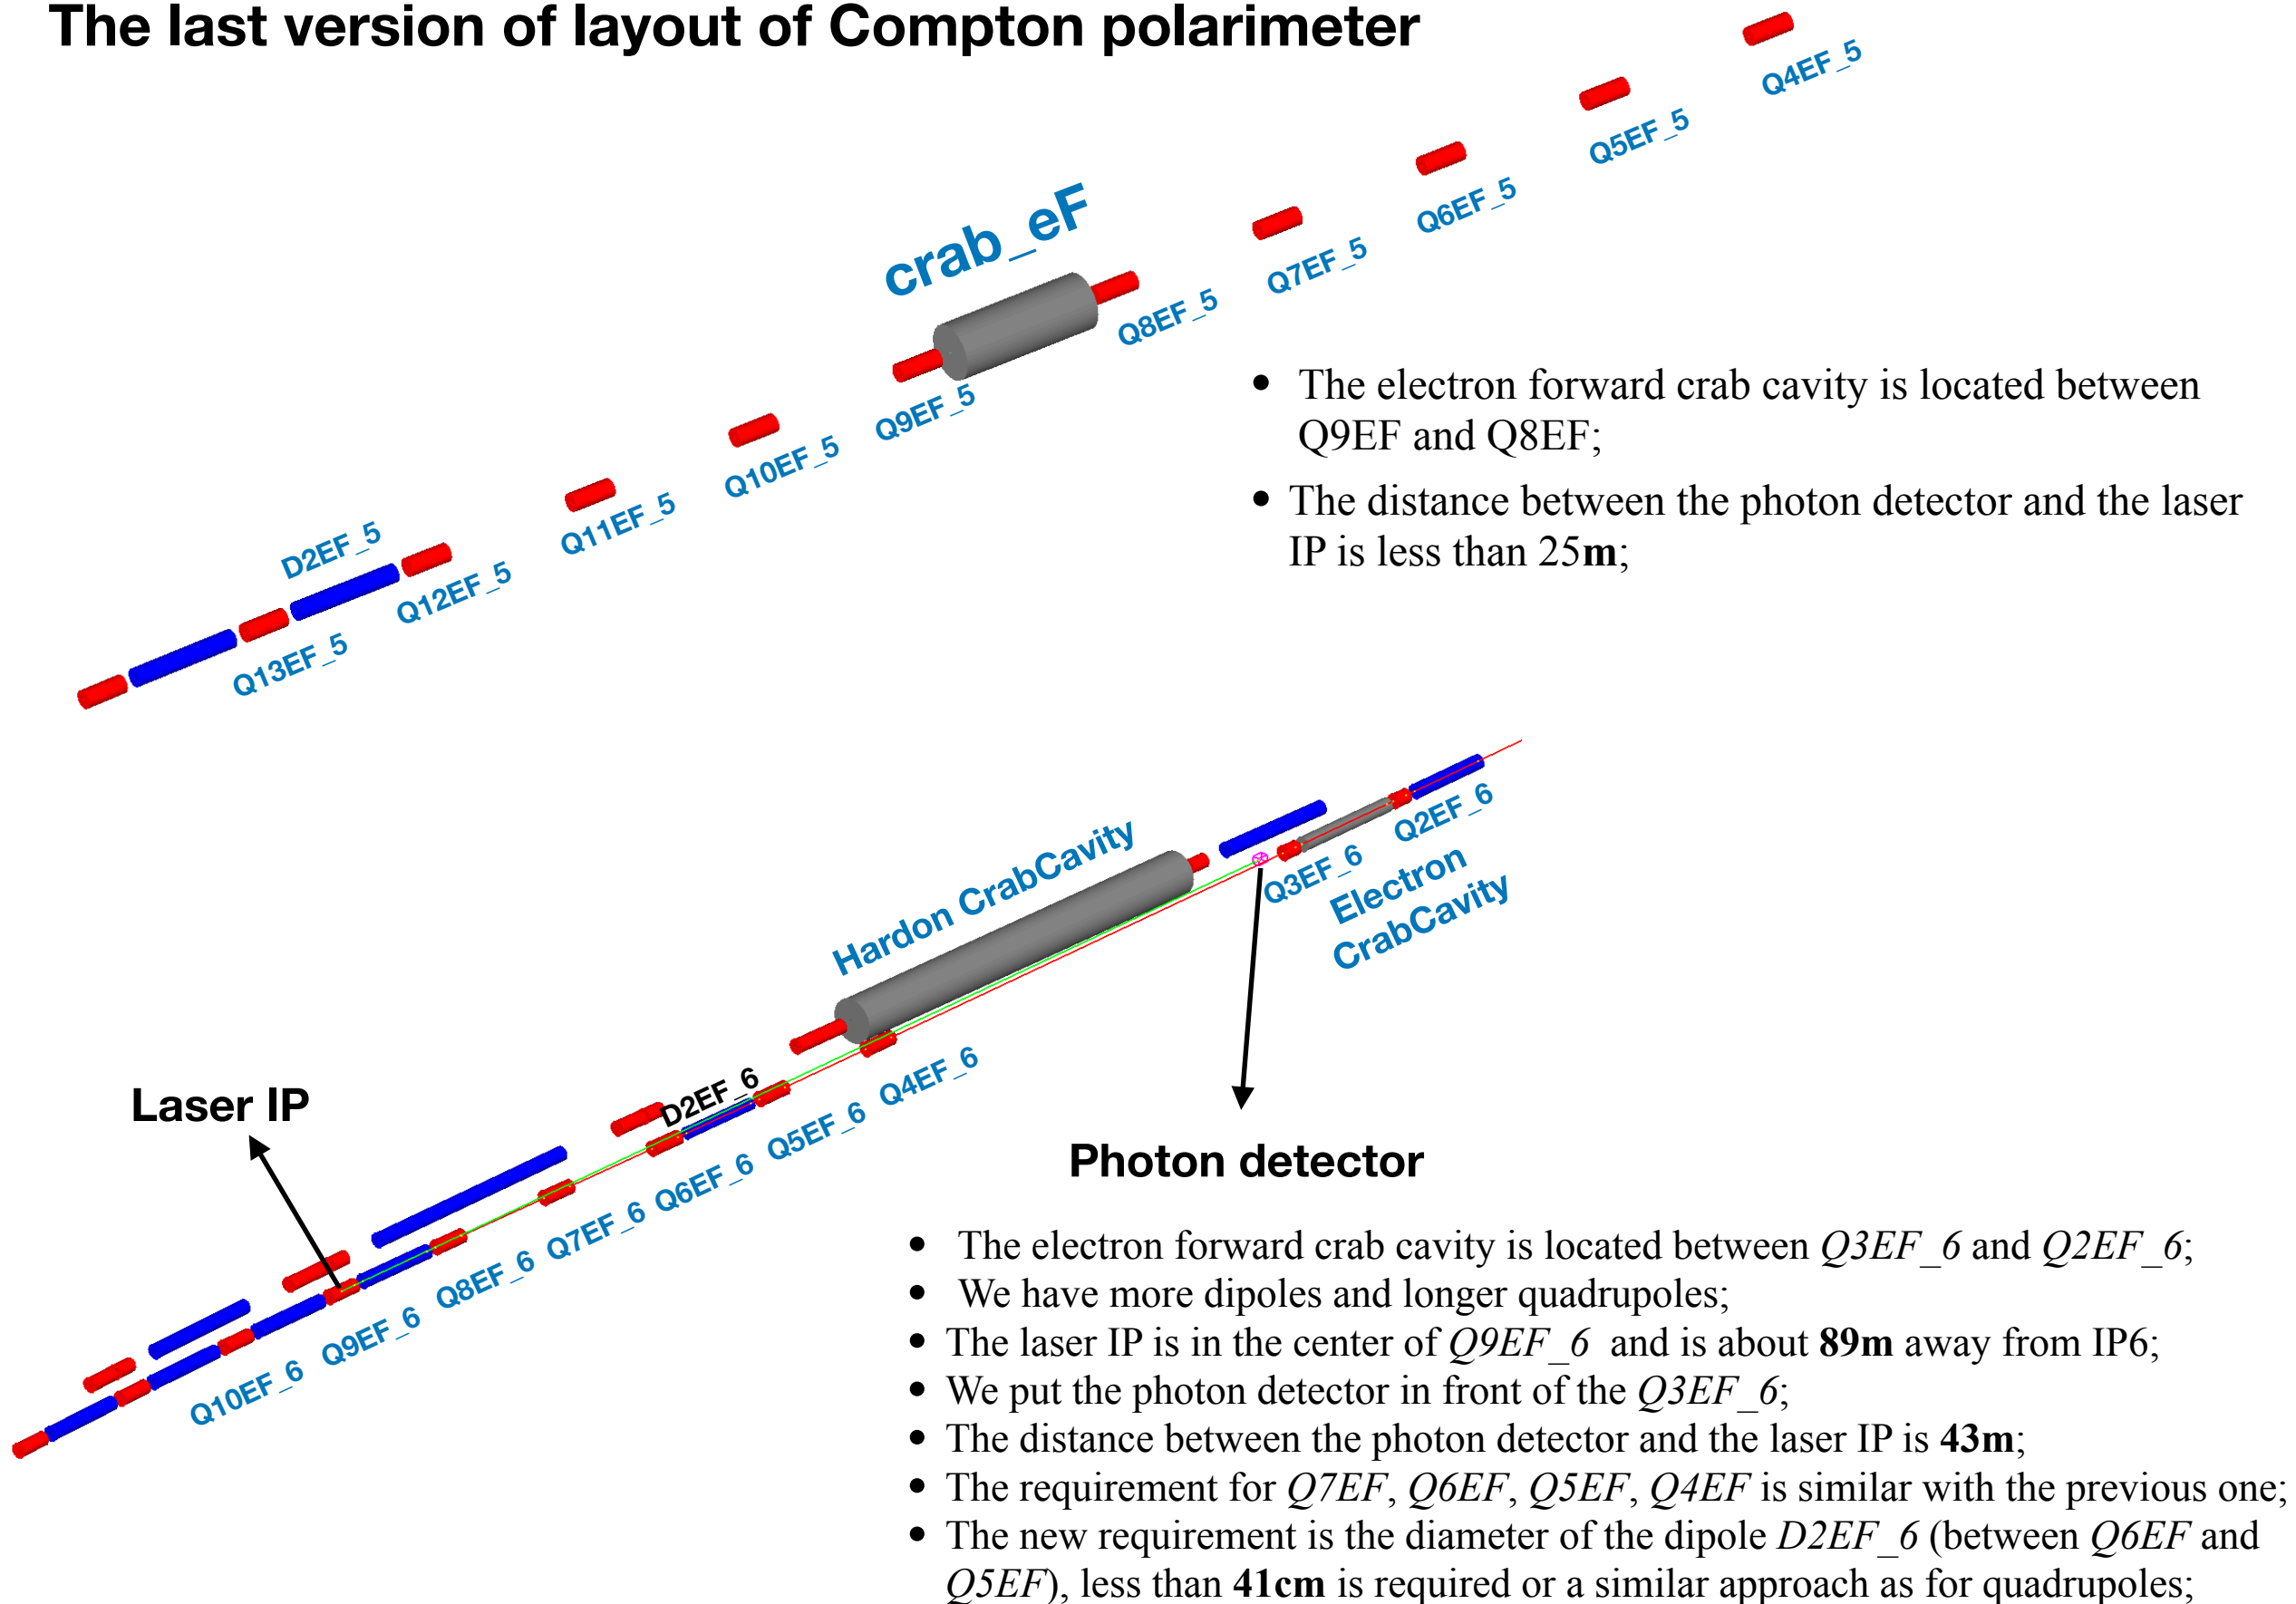 The last version of layout of Compton polarimeter
Q4EF_5
Q5EF_5
Q6EF_5
Q7EF_5
crab_eF
Q8EF_5
Q9EF_5
Q10EF_5
Q11EF_5
D2EF_5
Q12EF_5
Q13EF_5
• The electron forward crab cavity is located between
Q9EF and Q8EF;
• The distance between the photon detector and the laser
IP is less than 25m;
Q2EF_6
Q3EF_6
Electron
CrabCavity
Hardon CrabCavity
Q4EF_6
D2EF_6
Q5EF_6
Q6EF_6
Q7EF_6
Q8EF_6
Q9EF_6
Q10EF_6
Laser IP
Photon detector
• The electron forward crab cavity is located between Q3EF_6 and Q2EF_6;
• We have more dipoles and longer quadrupoles;
• The laser IP is in the center of Q9EF_6 and is about 89m away from IP6;
• We put the photon detector in front of the Q3EF_6;
• The distance between the photon detector and the laser IP is 43m;
• The requirement for Q7EF, Q6EF, Q5EF, Q4EF is similar with the previous one;
• The new requirement is the diameter of the dipole D2EF_6 (between Q6EF and
Q5EF), less than 41cm is required or a similar approach as for quadrupoles;